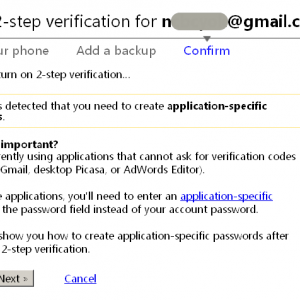 2-step verification for n @gmail.c
ur phone Add a backup Confirm
urn on 2-step verification...
s detected that you need to create application-specific
s.
important?
ently using applications that cannot ask for verification codes
Gmail, desktop Picasa, or AdWords Editor).
e applications, you'll need to enter an application-specific
the password field instead of your account password.
show you how to create application-specific passwords after
2-step verification.
Next » Cancel